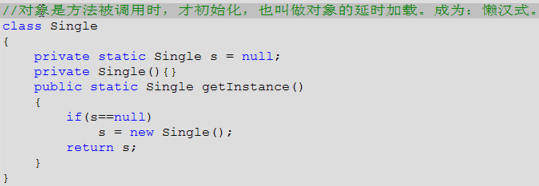 //对象是方法被调用时，才初始化，也叫做对象的延时加载。成为：懒汉式。
class Single
{
    private static Single s = null;
    private Single(){}
    public static Single getInstance()
    {
        if(s==null)
            s = new Single();
        return s;
    }
}